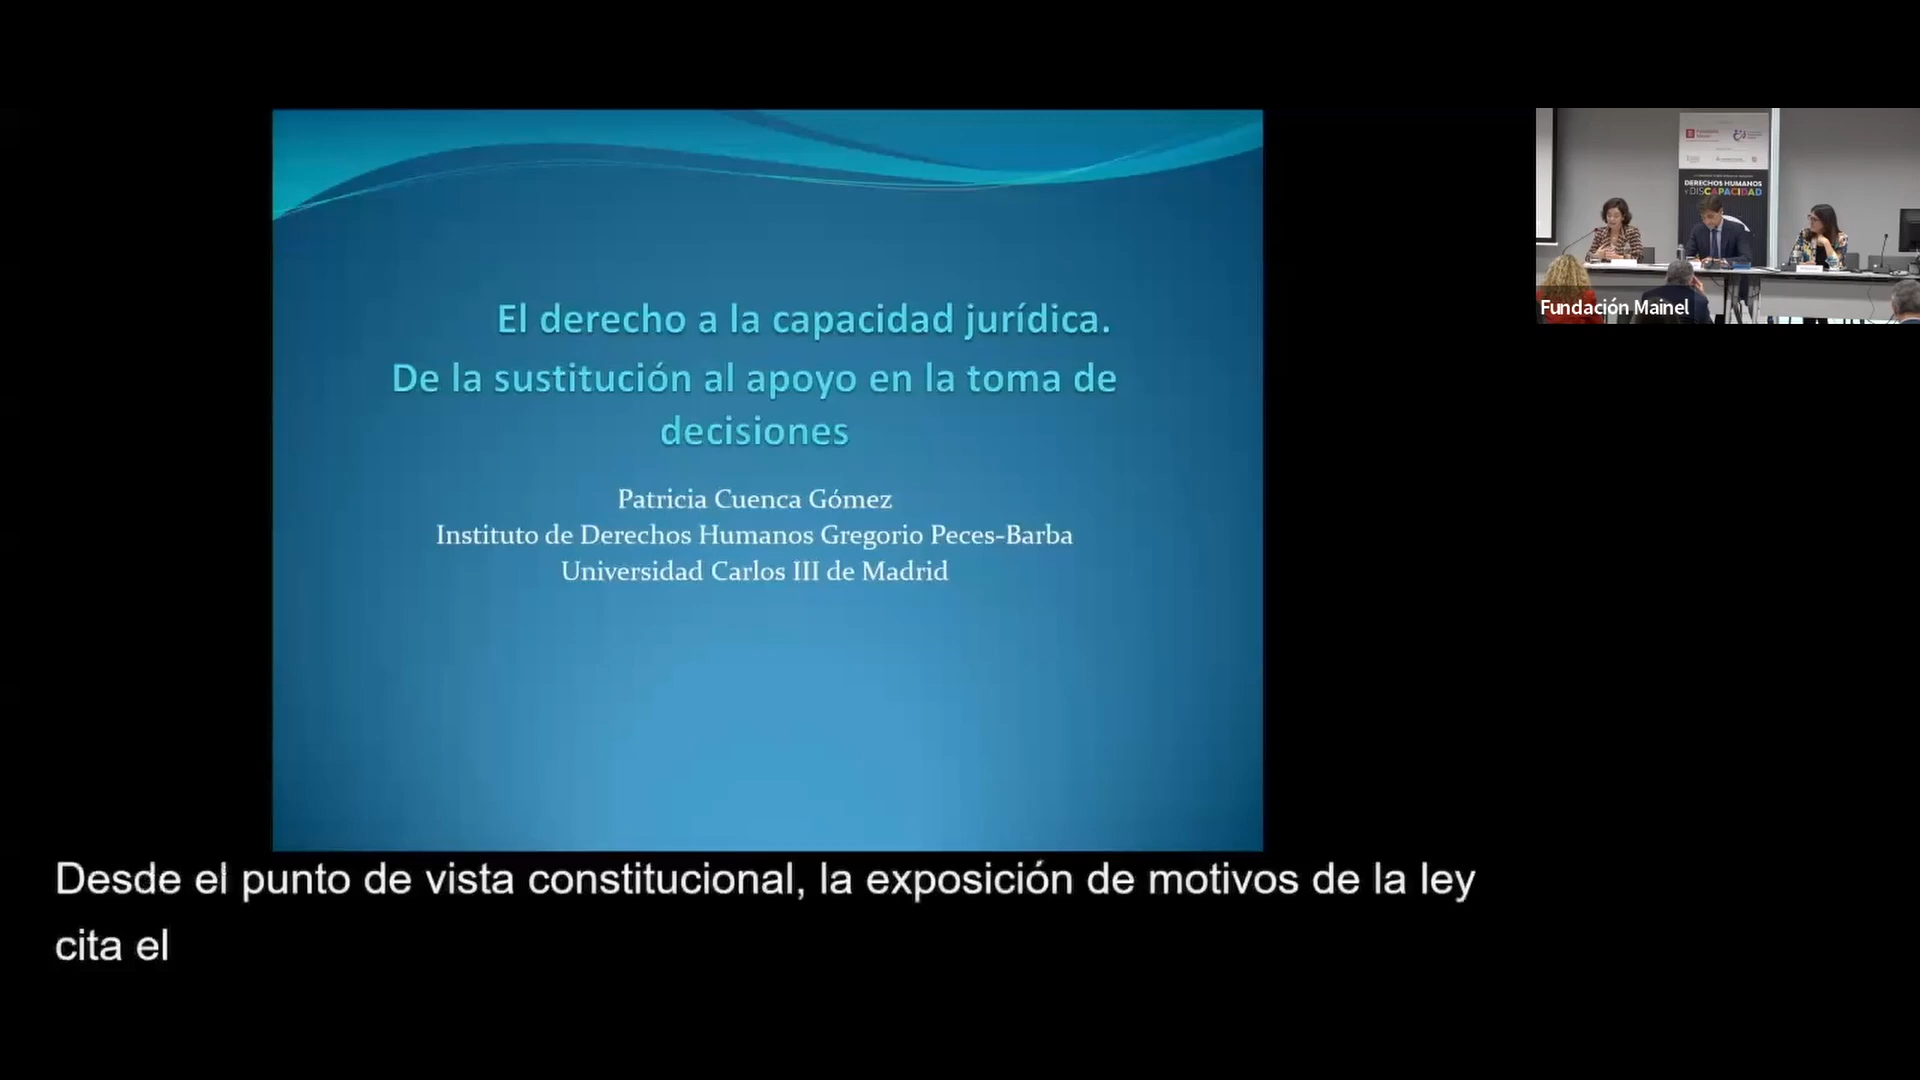 El derecho a la capacidad jurídica.
De la sustitución al apoyo en la toma de
decisiones
Patricia Cuenca Gómez
Instituto de Derechos Humanos Gregorio Peces-Barba
Universidad Carlos III de Madrid
DERECHOS HUMANOS
Y DISCAPACIDAD
Fundación Mainel
Desde el punto de vista constitucional, la exposición de motivos de la ley
cita el